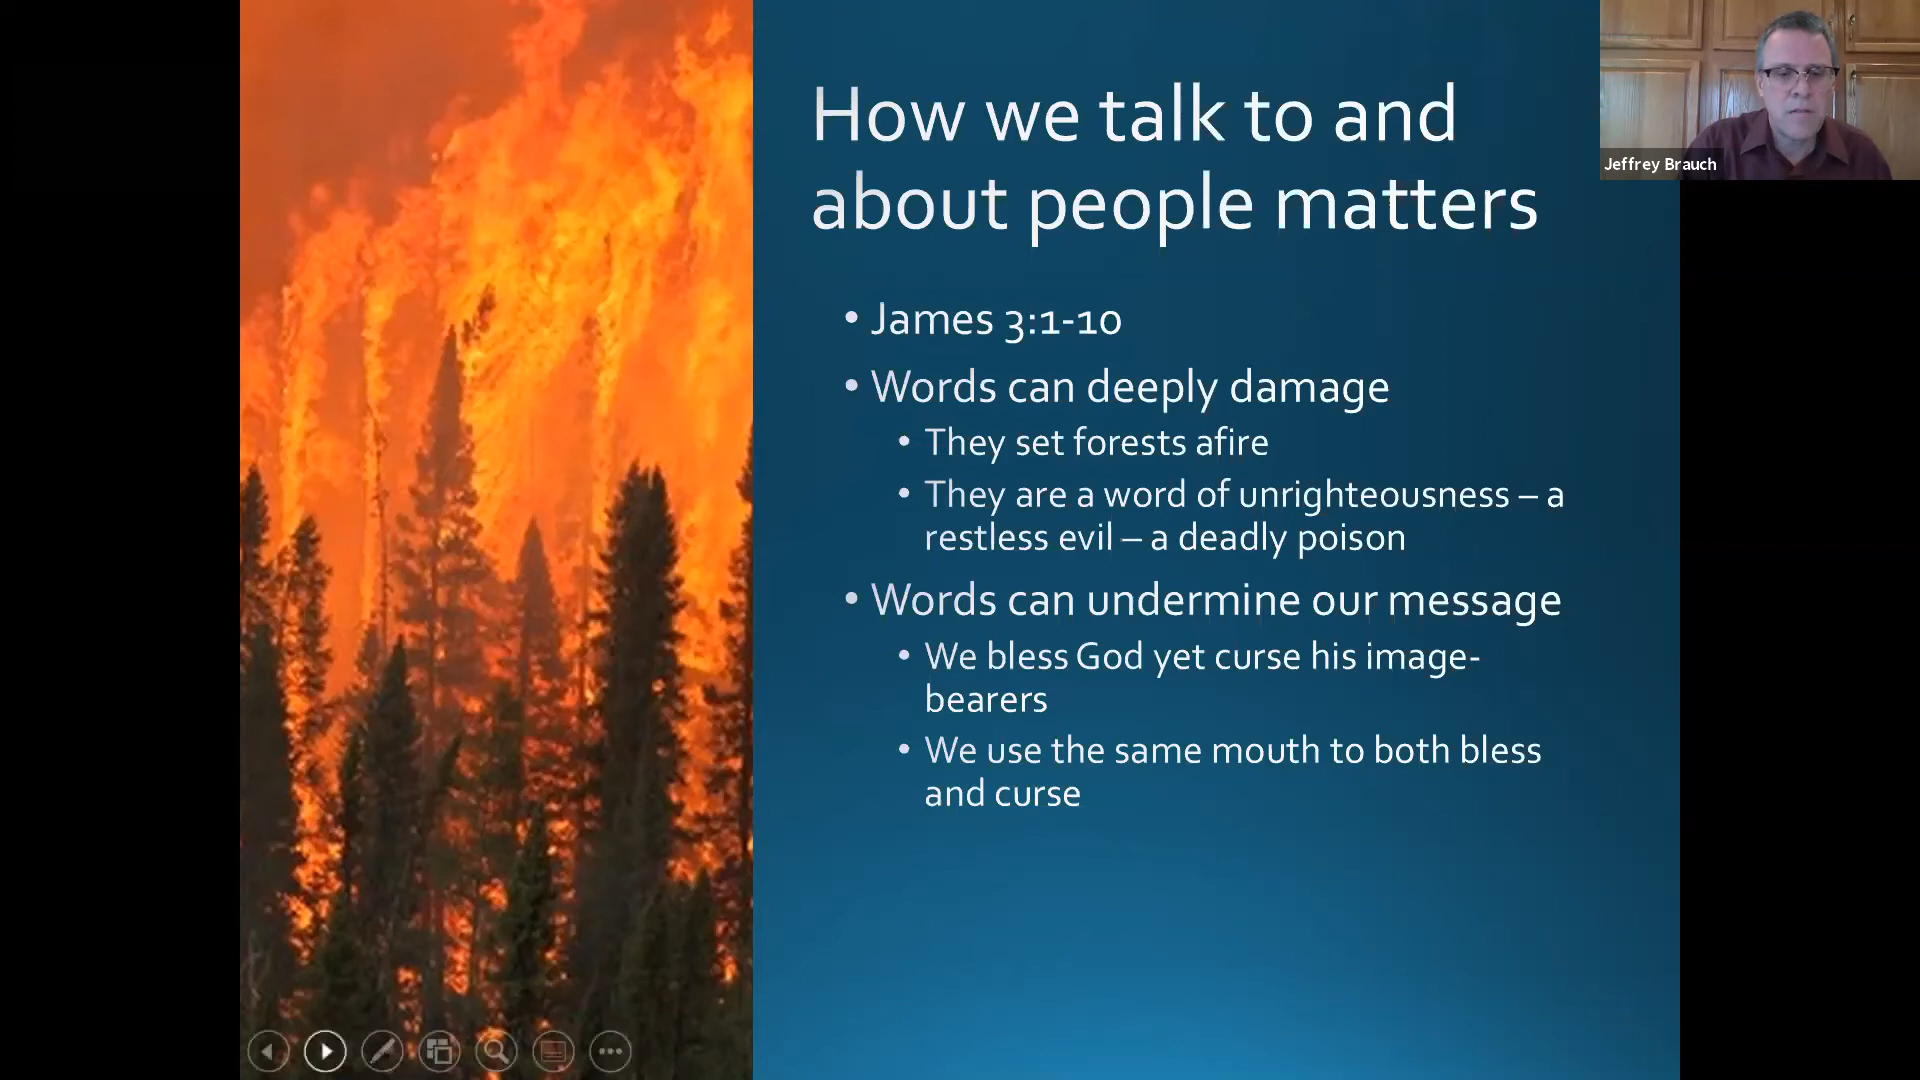 How we talk to and
about people matters
• James 3:1-10
• Words can deeply damage
• They set forests afire
• They are a word of unrighteousness – a
restless evil – a deadly poison
• Words can undermine our message
• We bless God yet curse his image-
bearers
• We use the same mouth to both bless
and curse
Jeffrey Brauch